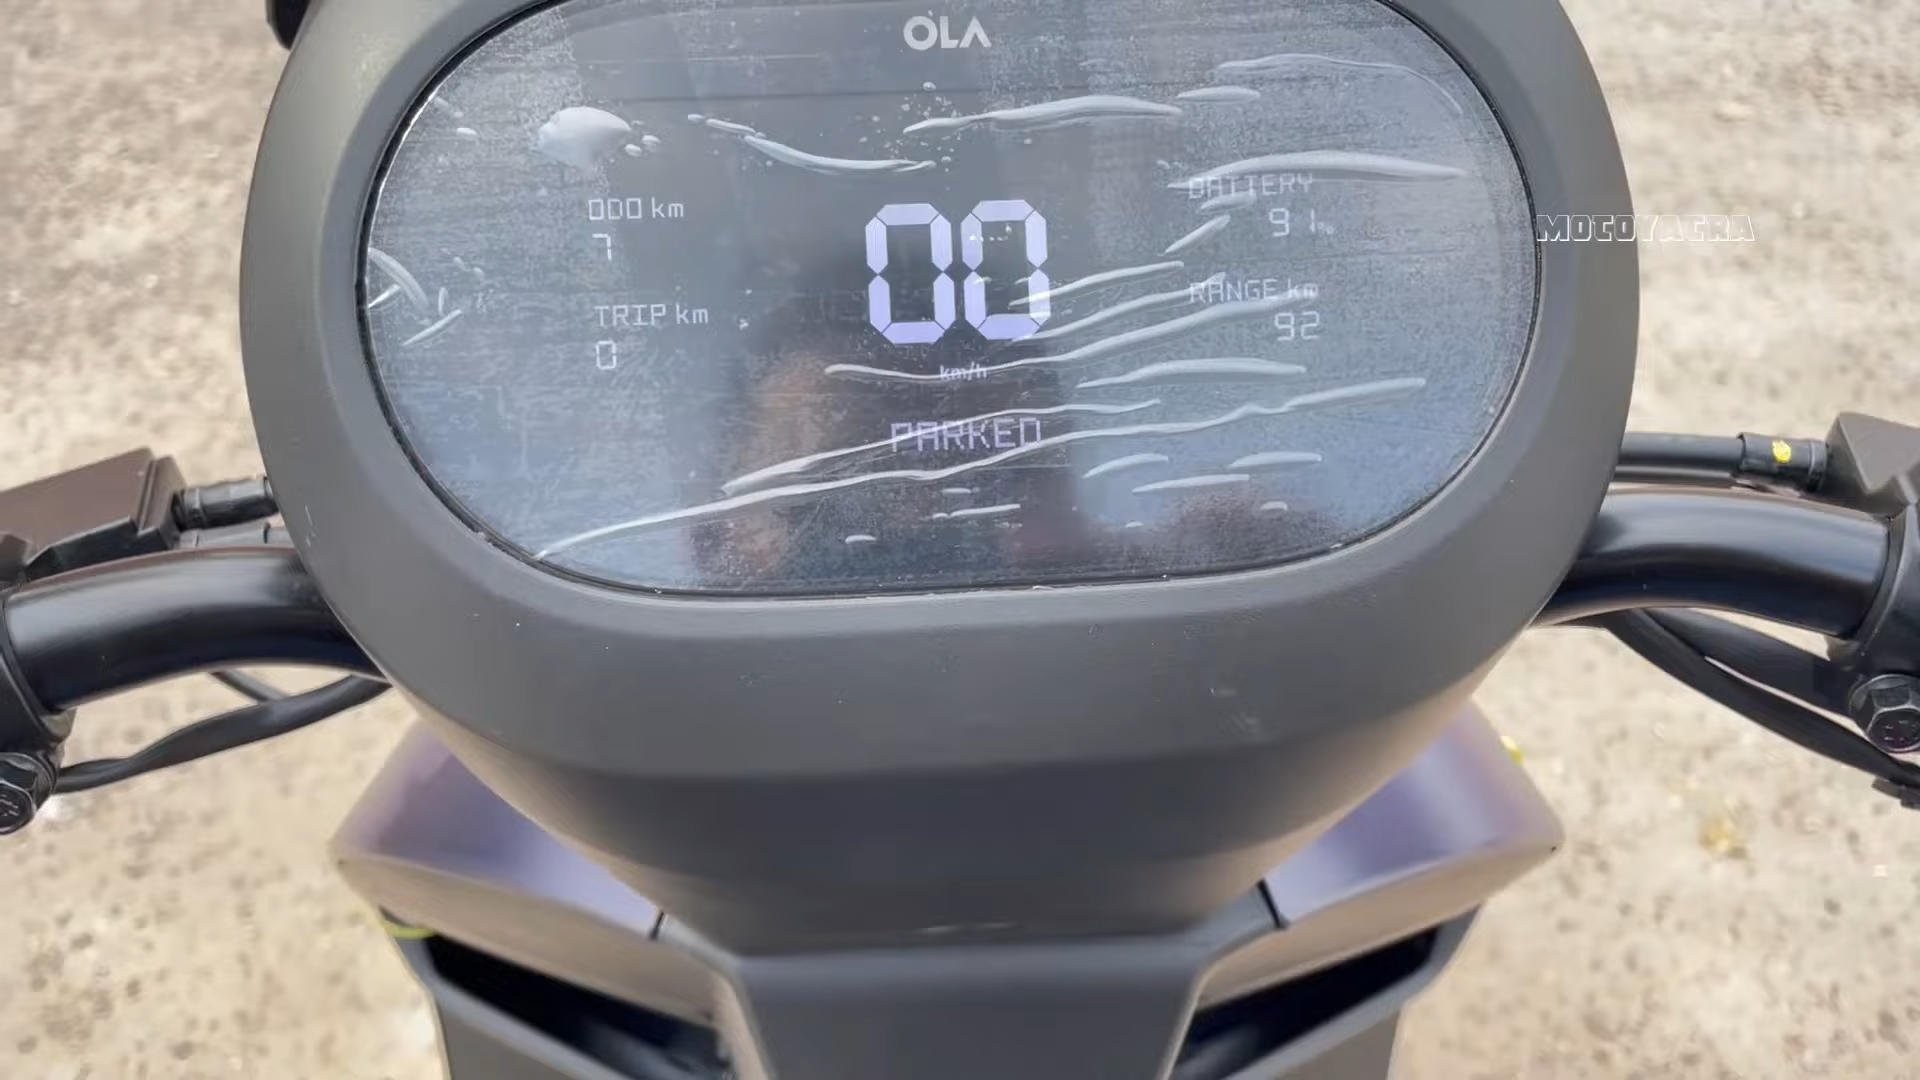 OLA
ODO km
7
TRIP km
0
00
km/h
PARKED
BATTERY
91%
RANGE km
92
MOTOYATRA